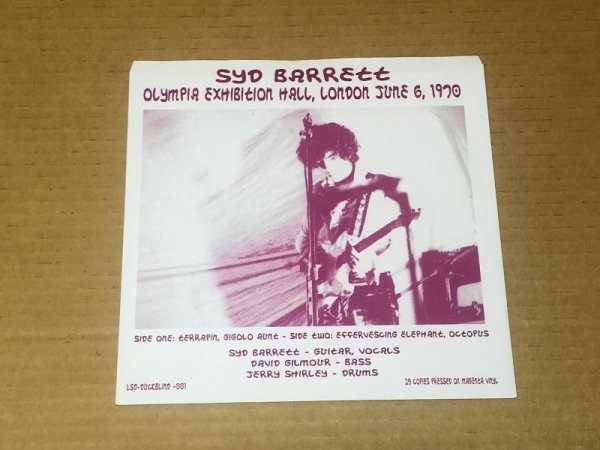 SYD BARRETT
OLYMPIA EXHIBITION HALL, LONDON JUNE 6, 1970
SIDE ONE: TERRAPIN, GIGOLO AUNT - SIDE TWO: EFFERVESCING ELEPHANT, OCTOPUS
SYD BARRETT - GUITAR, VOCALS
DAVID GILMOUR - BASS
JERRY SHIRLEY - DRUMS
LSD-DUCKBLIND -001
COPIES PRESSED ON MAGENTA VINYL